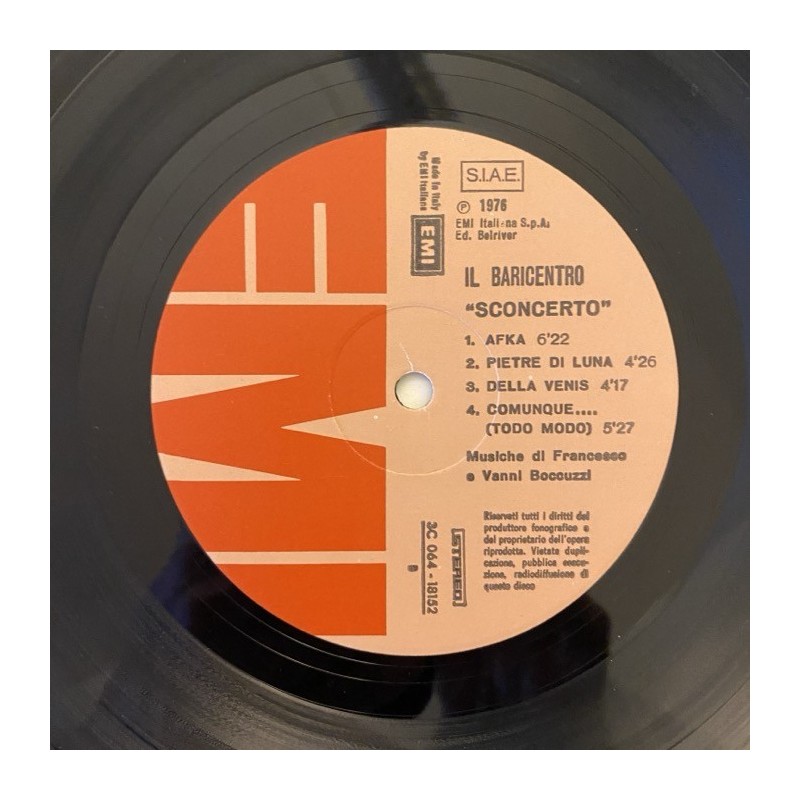 EMI
Made in Italy
by EMI Italiana
EMI
S.I.A.E.
℗ 1976
EMI Italiana S.p.A.
Ed. Belriver
IL BARICENTRO
"SCONCERTO"
1. AFKA 6'22
2. PIETRE DI LUNA 4'26
3. DELLA VENIS 4'17
4. COMUNQUE....
(TODO MODO) 5'27
Musiche di Francesco
e Vanni Boccuzzi
Riservati tutti i diritti del
produttore fonografico e
del proprietario dell'opera
riprodotta. Vietate dupli-
cazione, pubblica esecu-
zione, radiodiffusione di
questo disco
STEREO
3C 064 - 18152
B